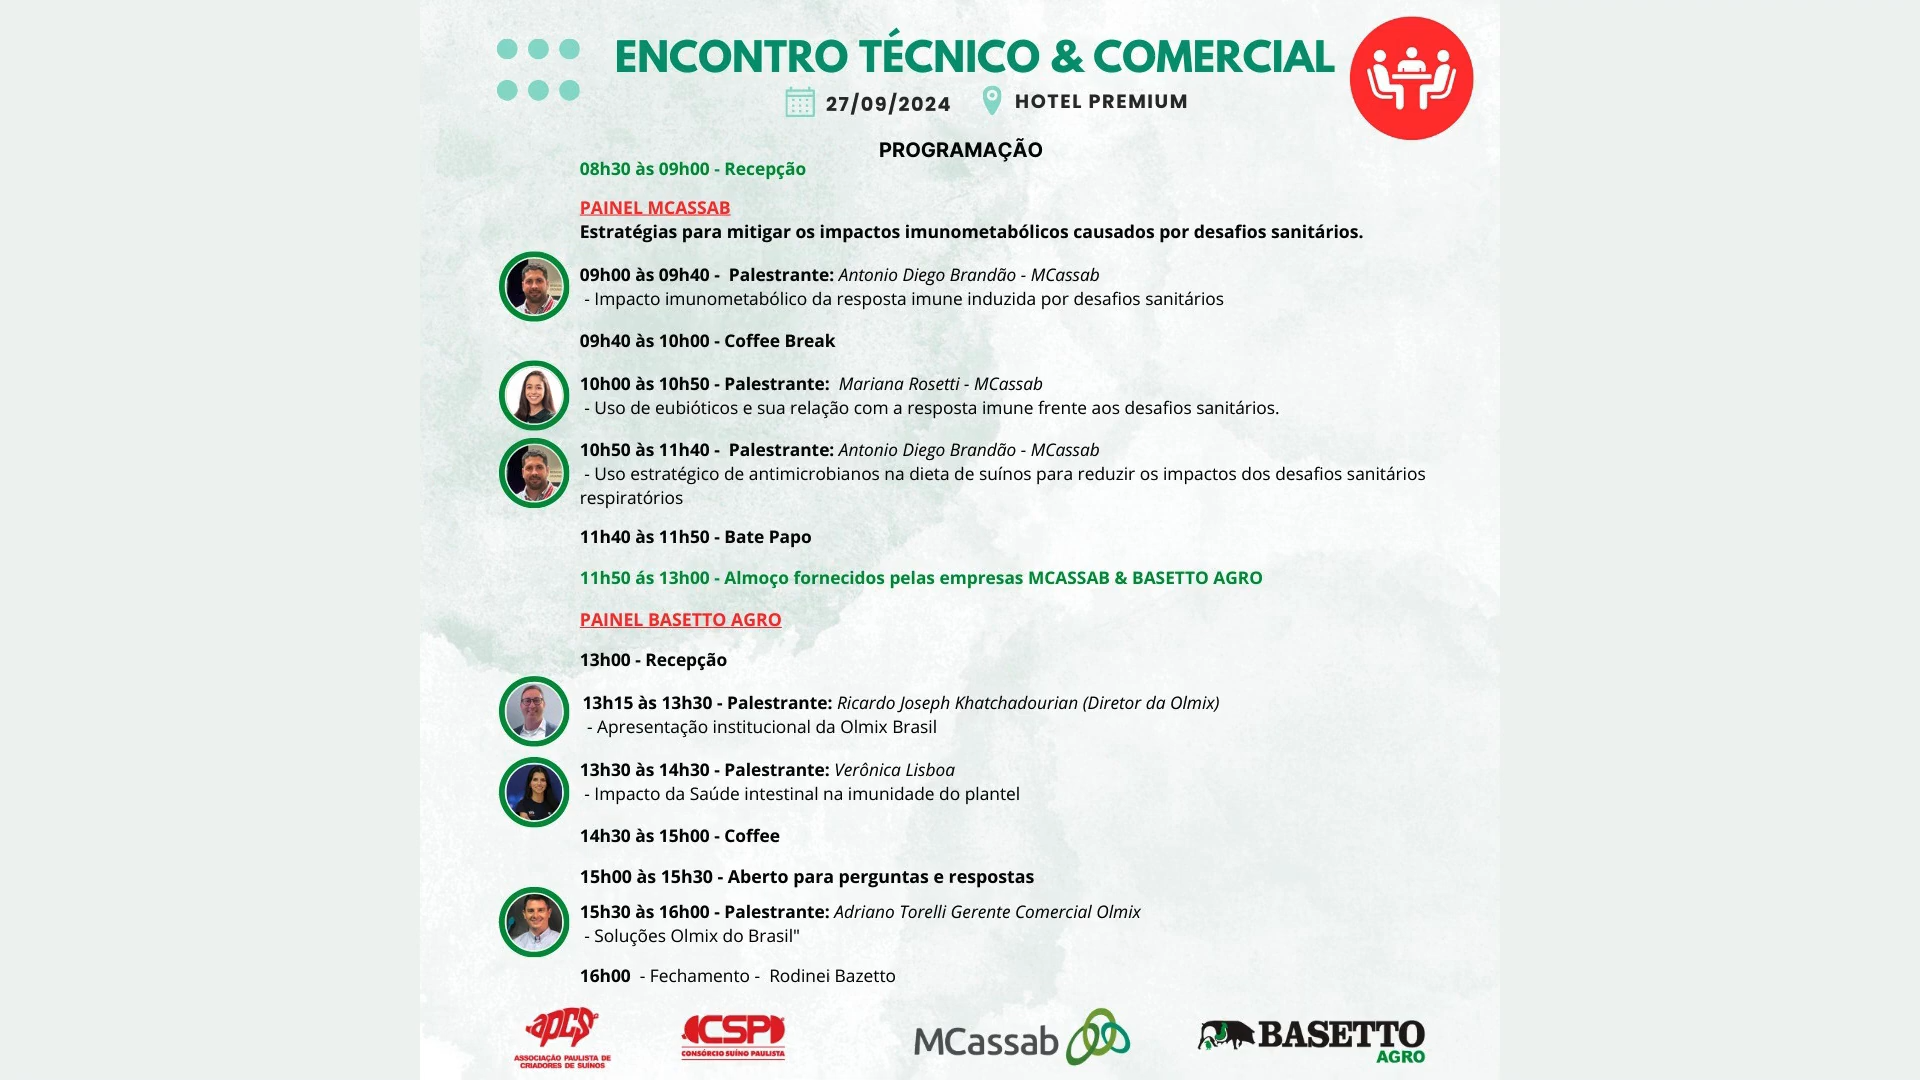 ENCONTRO TÉCNICO & COMERCIAL
27/09/2024 HOTEL PREMIUM
PROGRAMAÇÃO
08h30 às 09h00 - Recepção
PAINEL MCASSAB
Estratégias para mitigar os impactos imunometabólicos causados por desafios sanitários.
09h00 às 09h40 - Palestrante: Antonio Diego Brandão - MCassab
- Impacto imunometabólico da resposta imune induzida por desafios sanitários
09h40 às 10h00 - Coffee Break
10h00 às 10h50 - Palestrante: Mariana Rosetti - MCassab
- Uso de eubióticos e sua relação com a resposta imune frente aos desafios sanitários.
10h50 às 11h40 - Palestrante: Antonio Diego Brandão - MCassab
- Uso estratégico de antimicrobianos na dieta de suínos para reduzir os impactos dos desafios sanitários
respiratórios
11h40 às 11h50 - Bate Papo
11h50 ás 13h00 - Almoço fornecidos pelas empresas MCASSAB & BASETTO AGRO
PAINEL BASETTO AGRO
13h00 - Recepção
13h15 às 13h30 - Palestrante: Ricardo Joseph Khatchadourian (Diretor da Olmix)
- Apresentação institucional da Olmix Brasil
13h30 às 14h30 - Palestrante: Verônica Lisboa
- Impacto da Saúde intestinal na imunidade do plantel
14h30 às 15h00 - Coffee
15h00 às 15h30 - Aberto para perguntas e respostas
15h30 às 16h00 - Palestrante: Adriano Torelli Gerente Comercial Olmix
- Soluções Olmix do Brasil"
16h00 - Fechamento - Rodinei Bazetto
apcs
ASSOCIAÇÃO PAULISTA DE
CRIADORES DE SUÍNOS
CSP
CONSÓRCIO SUÍNO PAULISTA
MCassab
BASETTO
AGRO